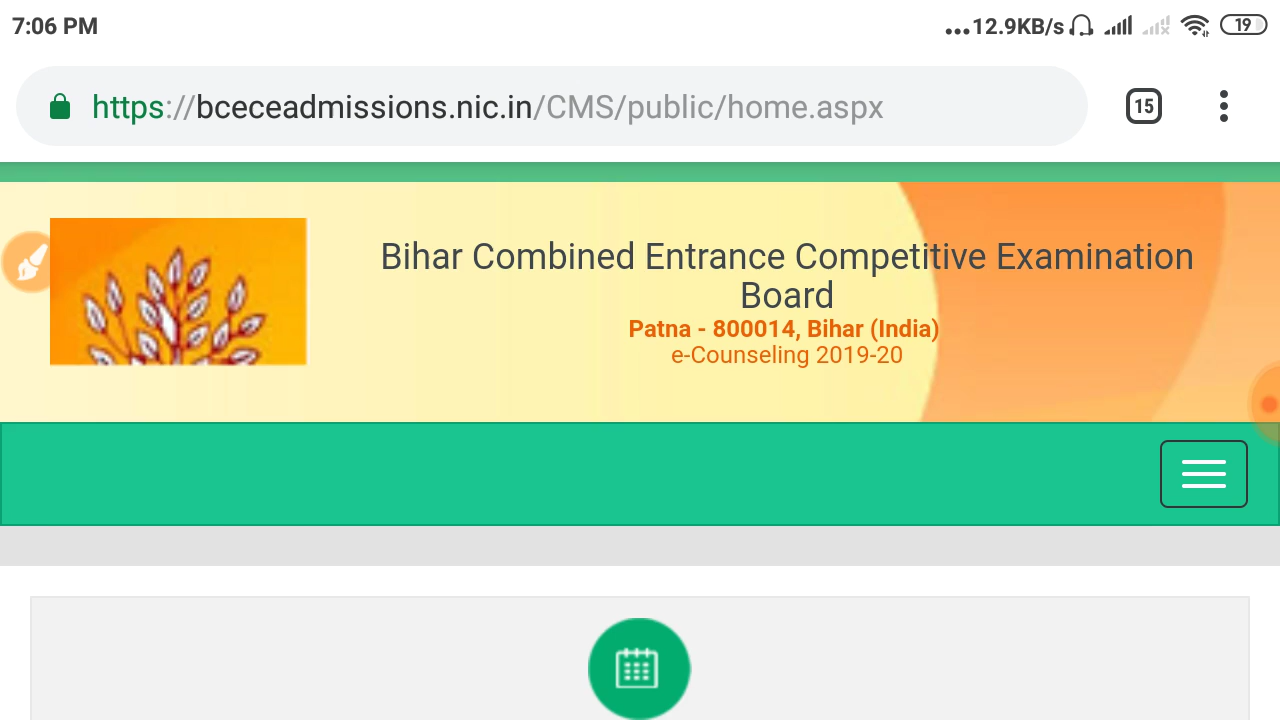 7:06 PM
...12.9KB/s 19
https://bceceadmissions.nic.in/CMS/public/home.aspx 15
Bihar Combined Entrance Competitive Examination
Board
Patna - 800014, Bihar (India)
e-Counseling 2019-20